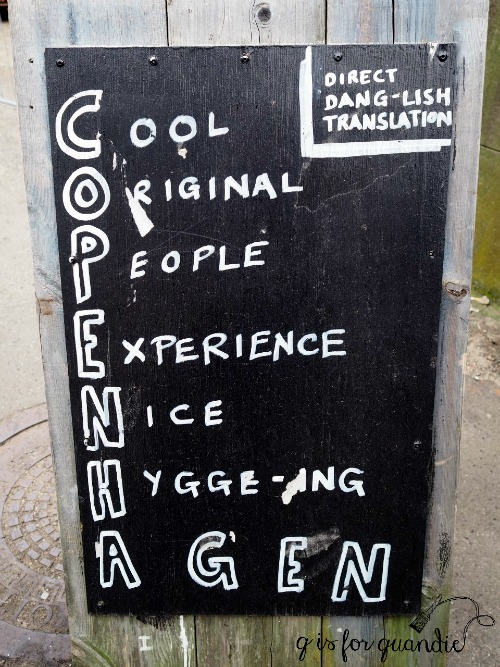 COOL
ORIGINAL
PEOPLE
EXPERIENCE
NICE
HYGGE-ING
AGEN
DIRECT
DANG-LISH
TRANSLATION
g is for guandie